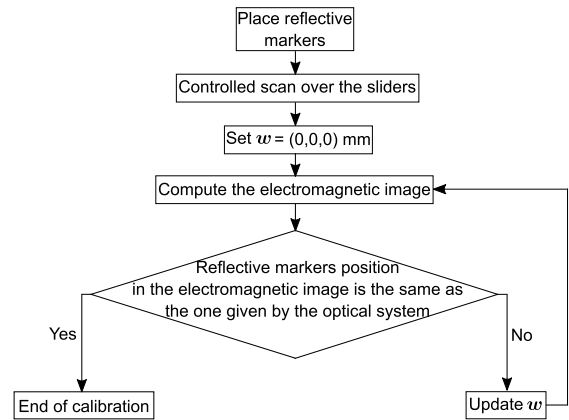 Place reflective
markers
Controlled scan over the sliders
Set w = (0,0,0) mm
Compute the electromagnetic image
Reflective markers position
in the electromagnetic image is the same as
the one given by the optical system
Yes
No
End of calibration
Update w